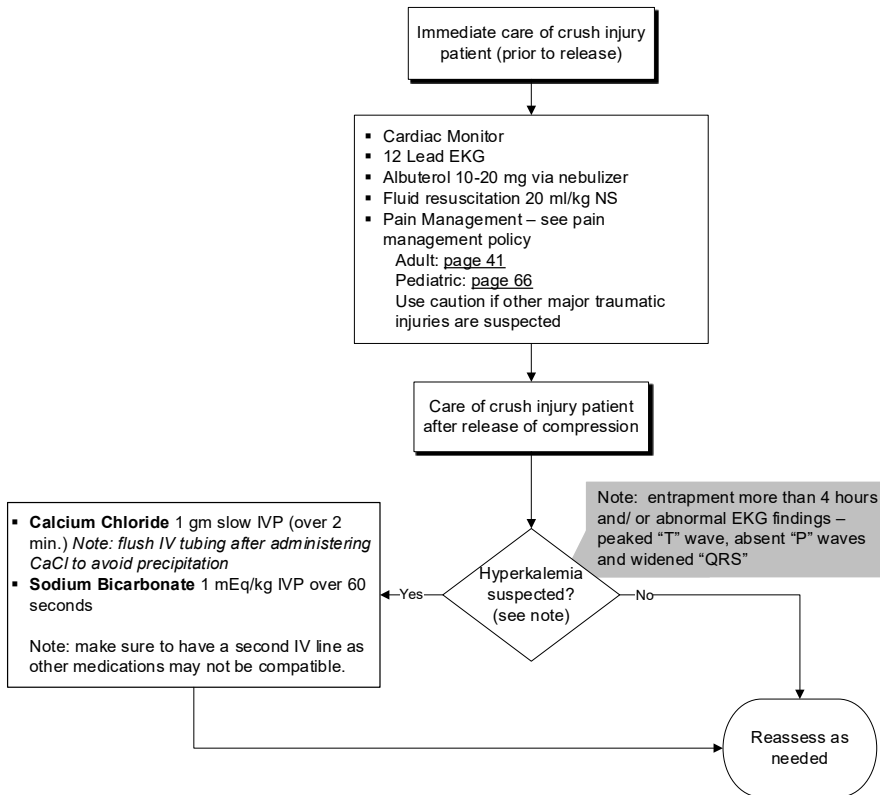 Immediate care of crush injury
patient (prior to release)
▪ Cardiac Monitor
▪ 12 Lead EKG
▪ Albuterol 10-20 mg via nebulizer
▪ Fluid resuscitation 20 ml/kg NS
▪ Pain Management – see pain
management policy
Adult: page 41
Pediatric: page 66
Use caution if other major traumatic
injuries are suspected
Care of crush injury patient
after release of compression
Note: entrapment more than 4 hours
and/ or abnormal EKG findings –
peaked “T” wave, absent “P” waves
and widened “QRS”
Hyperkalemia
suspected?
(see note)
Yes
No
▪ Calcium Chloride 1 gm slow IVP (over 2
min.) Note: flush IV tubing after administering
CaCl to avoid precipitation
▪ Sodium Bicarbonate 1 mEq/kg IVP over 60
seconds
Note: make sure to have a second IV line as
other medications may not be compatible.
Reassess as
needed